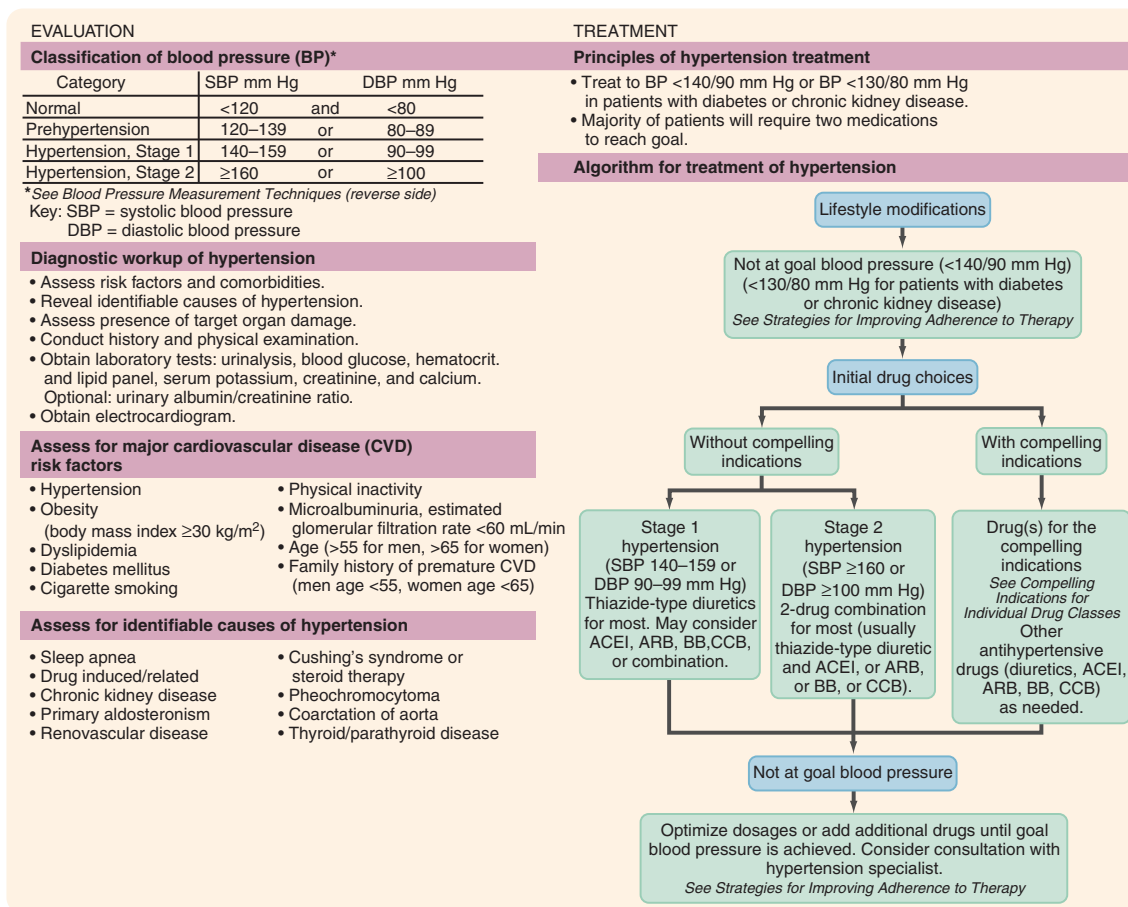 EVALUATION
Classification of blood pressure (BP)*
Category SBP mm Hg DBP mm Hg
Normal <120 and <80
Prehypertension 120–139 or 80–89
Hypertension, Stage 1 140–159 or 90–99
Hypertension, Stage 2 ≥160 or ≥100
*See Blood Pressure Measurement Techniques (reverse side)
Key: SBP = systolic blood pressure
DBP = diastolic blood pressure
Diagnostic workup of hypertension
• Assess risk factors and comorbidities.
• Reveal identifiable causes of hypertension.
• Assess presence of target organ damage.
• Conduct history and physical examination.
• Obtain laboratory tests: urinalysis, blood glucose, hematocrit.
and lipid panel, serum potassium, creatinine, and calcium.
Optional: urinary albumin/creatinine ratio.
• Obtain electrocardiogram.
Assess for major cardiovascular disease (CVD)
risk factors
• Hypertension
• Obesity
(body mass index ≥30 kg/m²)
• Dyslipidemia
• Diabetes mellitus
• Cigarette smoking
• Physical inactivity
• Microalbuminuria, estimated
glomerular filtration rate <60 mL/min
• Age (>55 for men, >65 for women)
• Family history of premature CVD
(men age <55, women age <65)
Assess for identifiable causes of hypertension
• Sleep apnea
• Drug induced/related
• Chronic kidney disease
• Primary aldosteronism
• Renovascular disease
• Cushing's syndrome or
steroid therapy
• Pheochromcytoma
• Coarctation of aorta
• Thyroid/parathyroid disease
TREATMENT
Principles of hypertension treatment
• Treat to BP <140/90 mm Hg or BP <130/80 mm Hg
in patients with diabetes or chronic kidney disease.
• Majority of patients will require two medications
to reach goal.
Algorithm for treatment of hypertension
Lifestyle modifications
Not at goal blood pressure (<140/90 mm Hg)
(<130/80 mm Hg for patients with diabetes
or chronic kidney disease)
See Strategies for Improving Adherence to Therapy
Initial drug choices
Without compelling
indications
With compelling
indications
Stage 1
hypertension
(SBP 140–159 or
DBP 90–99 mm Hg)
Thiazide-type diuretics
for most. May consider
ACEI, ARB, BB,CCB,
or combination.
Stage 2
hypertension
(SBP ≥160 or
DBP ≥100 mm Hg)
2-drug combination
for most (usually
thiazide-type diuretic
and ACEI, or ARB,
or BB, or CCB).
Drug(s) for the
compelling
indications
See Compelling
Indications for
Individual Drug Classes
Other
antihypertensive
drugs (diuretics, ACEI,
ARB, BB, CCB)
as needed.
Not at goal blood pressure
Optimize dosages or add additional drugs until goal
blood pressure is achieved. Consider consultation with
hypertension specialist.
See Strategies for Improving Adherence to Therapy